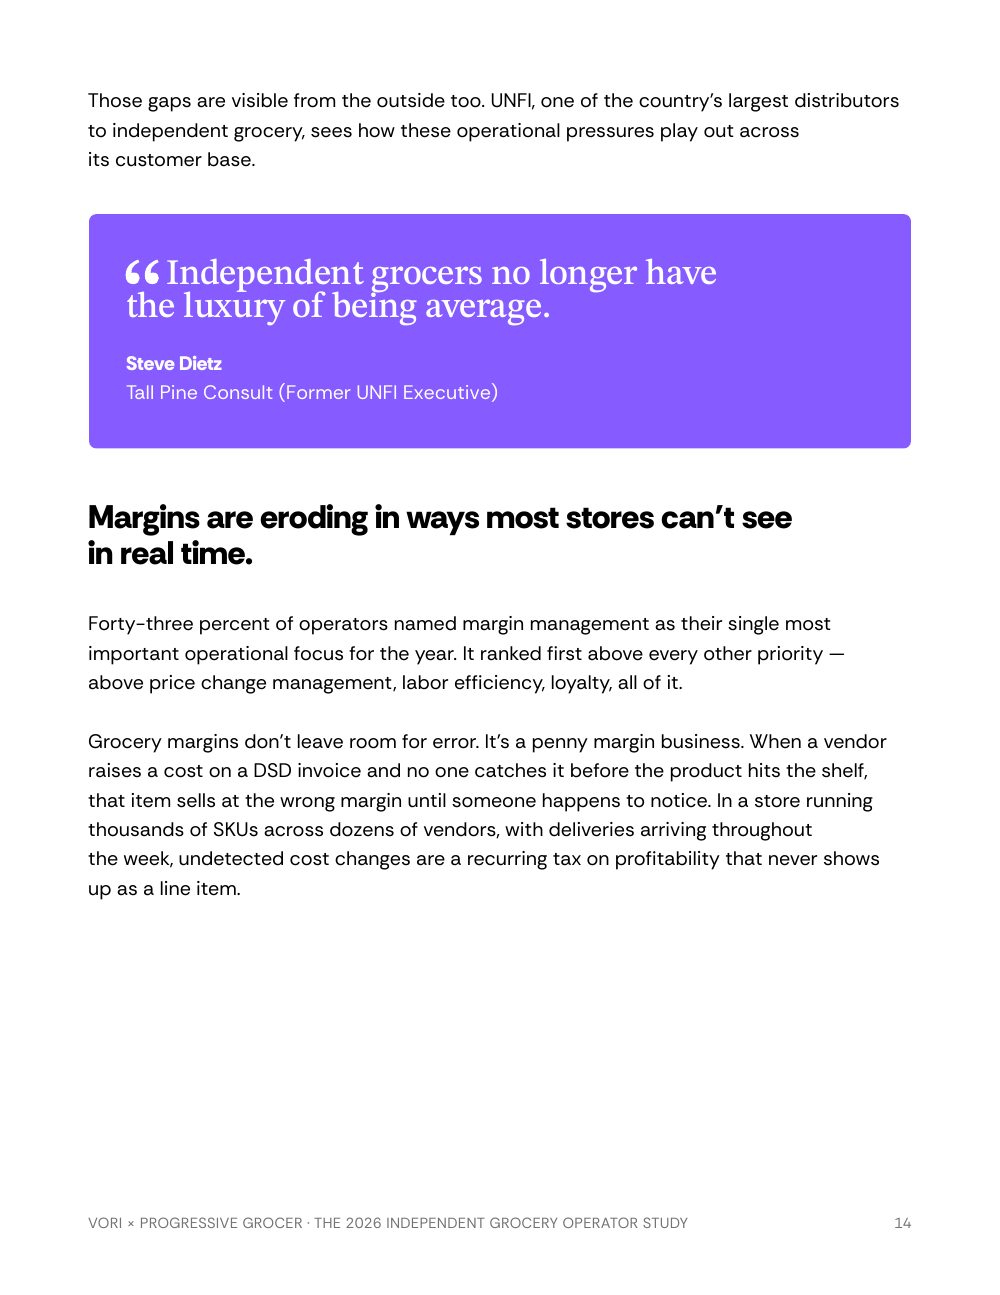 Those gaps are visible from the outside too. UNFI, one of the country’s largest distributors
to independent grocery, sees how these operational pressures play out across
its customer base.
“ Independent grocers no longer have
the luxury of being average.
Steve Dietz
Tall Pine Consult (Former UNFI Executive)
Margins are eroding in ways most stores can’t see
in real time.
Forty-three percent of operators named margin management as their single most
important operational focus for the year. It ranked first above every other priority —
above price change management, labor efficiency, loyalty, all of it.
Grocery margins don’t leave room for error. It’s a penny margin business. When a vendor
raises a cost on a DSD invoice and no one catches it before the product hits the shelf,
that item sells at the wrong margin until someone happens to notice. In a store running
thousands of SKUs across dozens of vendors, with deliveries arriving throughout
the week, undetected cost changes are a recurring tax on profitability that never shows
up as a line item.
VORI × PROGRESSIVE GROCER · THE 2026 INDEPENDENT GROCERY OPERATOR STUDY 14